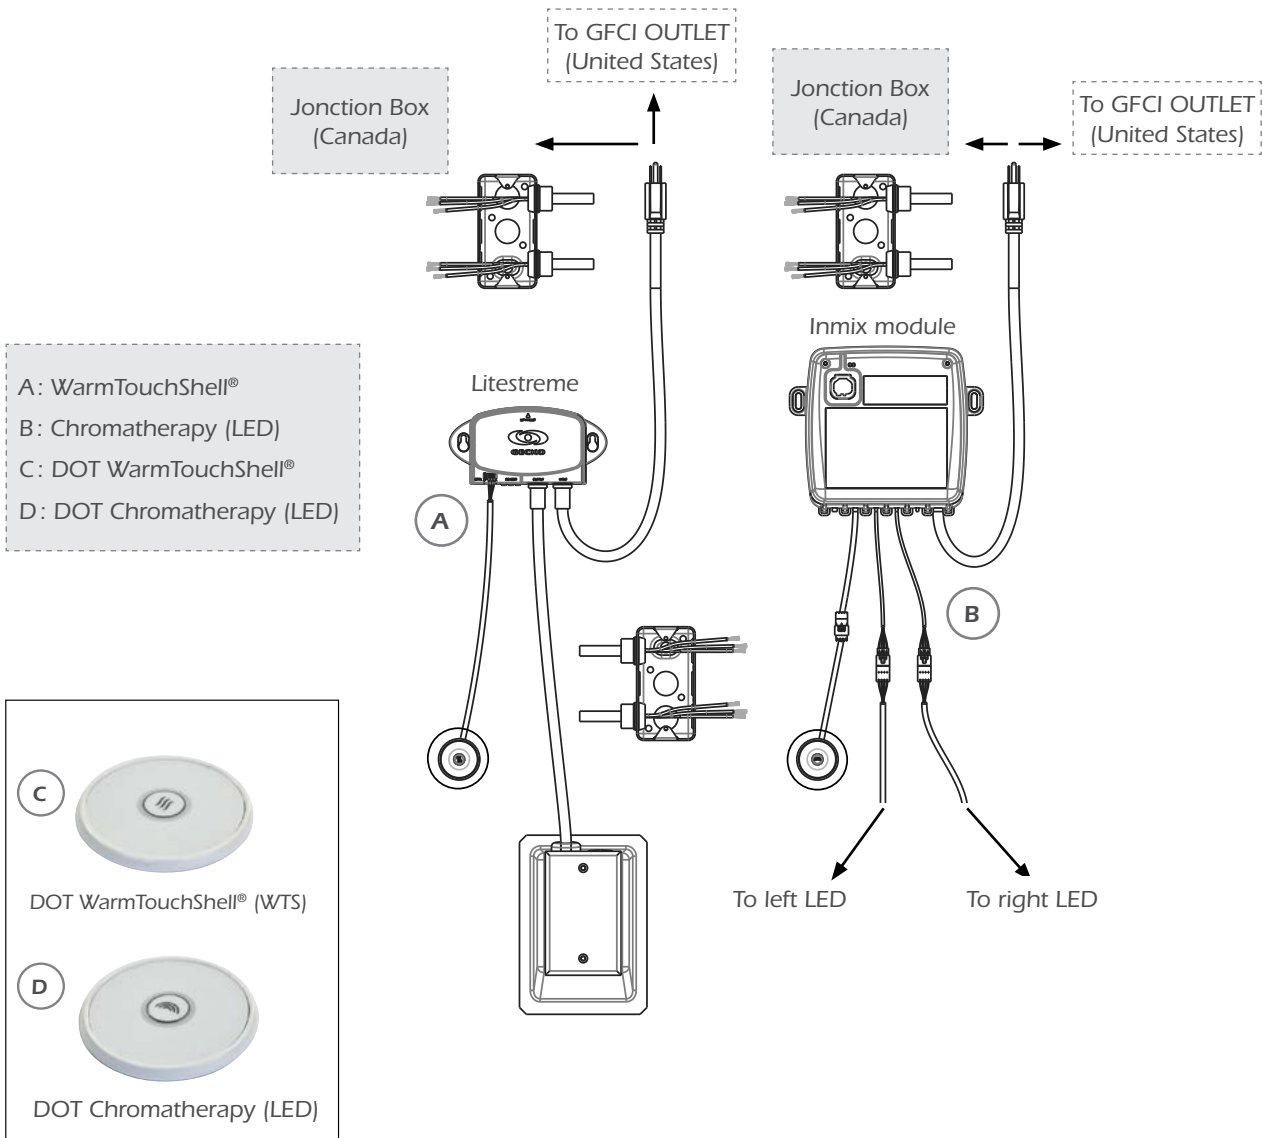 To GFCI OUTLET
(United States)
Jonction Box
(Canada)
Jonction Box
(Canada)
To GFCI OUTLET
(United States)
Inmix module
Litestreme
GECKO
A: WarmTouchShell®
B: Chromatherapy (LED)
C: DOT WarmTouchShell®
D: DOT Chromatherapy (LED)
A
B
C
DOT WarmTouchShell® (WTS)
D
DOT Chromatherapy (LED)
To left LED
To right LED